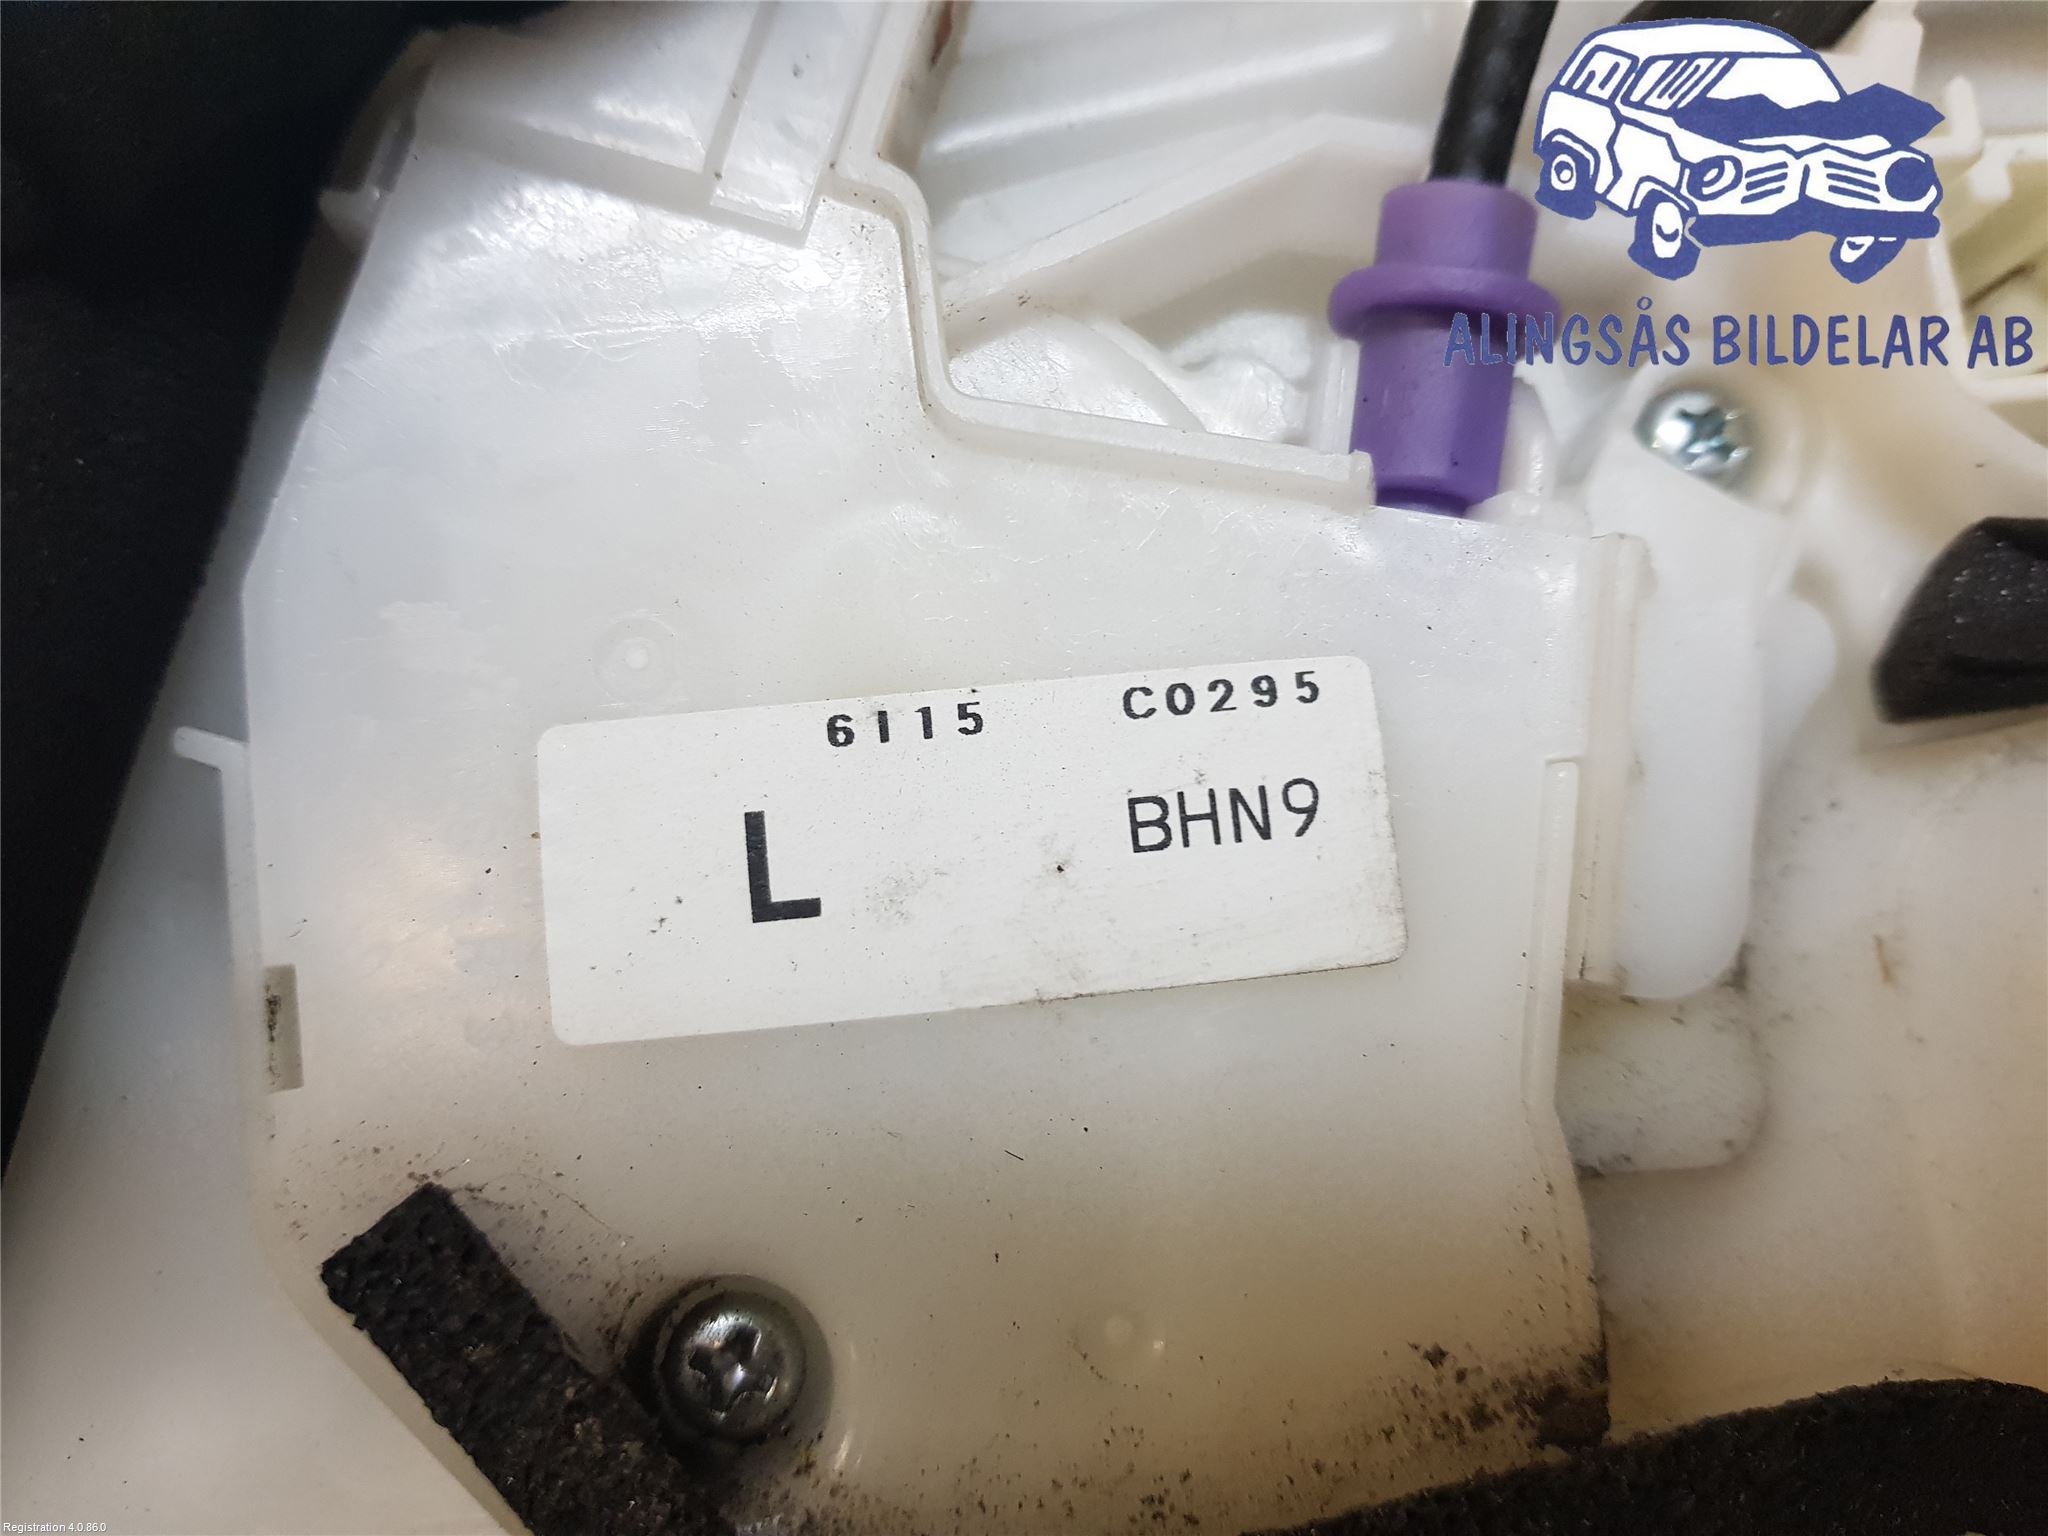 ALINGSÅS BILDELAR AB
6115 C0295
L BHN9
Registration 4.0.86.0